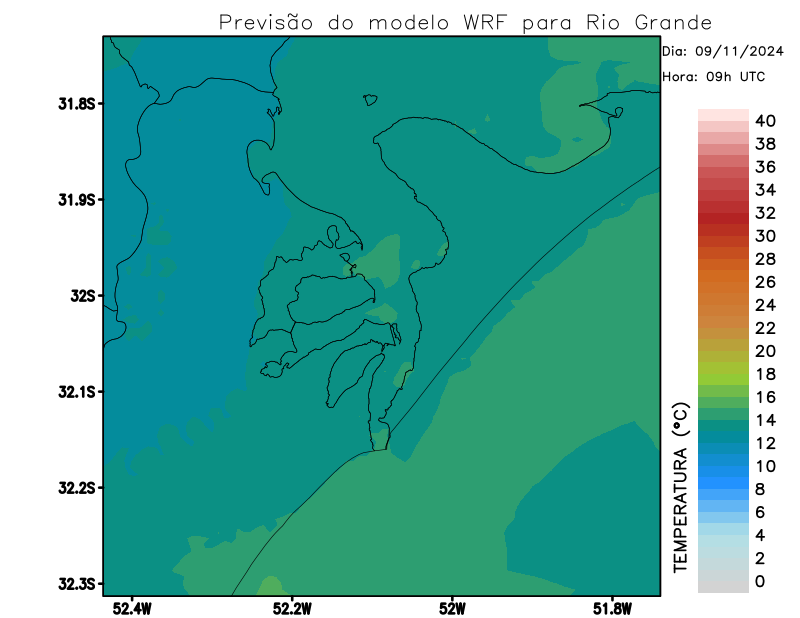 Previsão do modelo WRF para Rio Grande
Dia: 09/11/2024
Hora: 09h UTC
31.8S
31.9S
32S
32.1S
32.2S
32.3S
52.4W
52.2W
52W
51.8W
TEMPERATURA (°C)
40
38
36
34
32
30
28
26
24
22
20
18
16
14
12
10
8
6
4
2
0